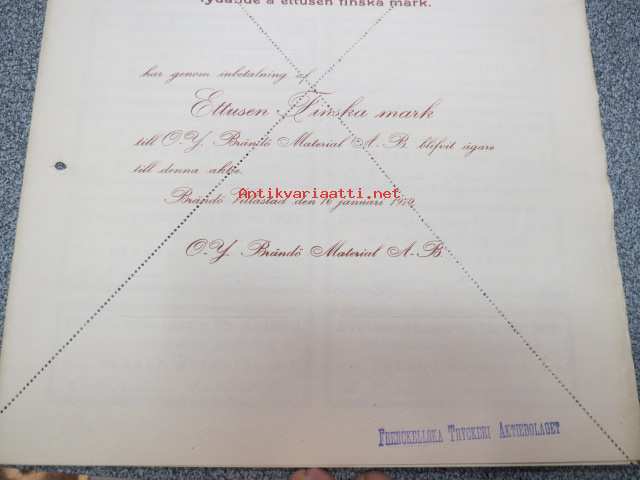 lydande å ettusen finska mark.
har genom inbetalning af
Ettusen Finska mark
till O.Y. Brändö Material A.-B. blifvit ägare
till denna aktie.
Antikvariaatti.net
Brändö Villastad den 16 januari
O.Y. Brändö Material A.-B.
FRENCKELLSKA TRYCKERI AKTIEBOLAGET